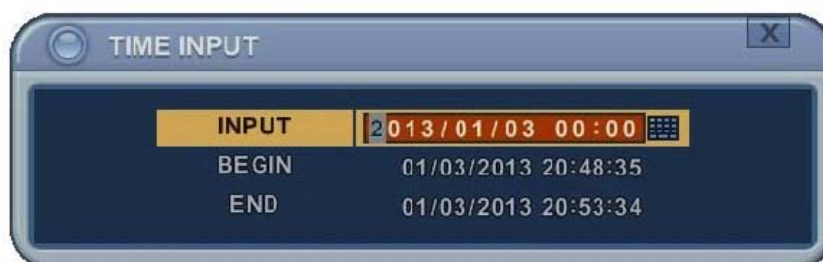 TIME INPUT X
INPUT 2013/01/03 00:00
BEGIN 01/03/2013 20:48:35
END 01/03/2013 20:53:34